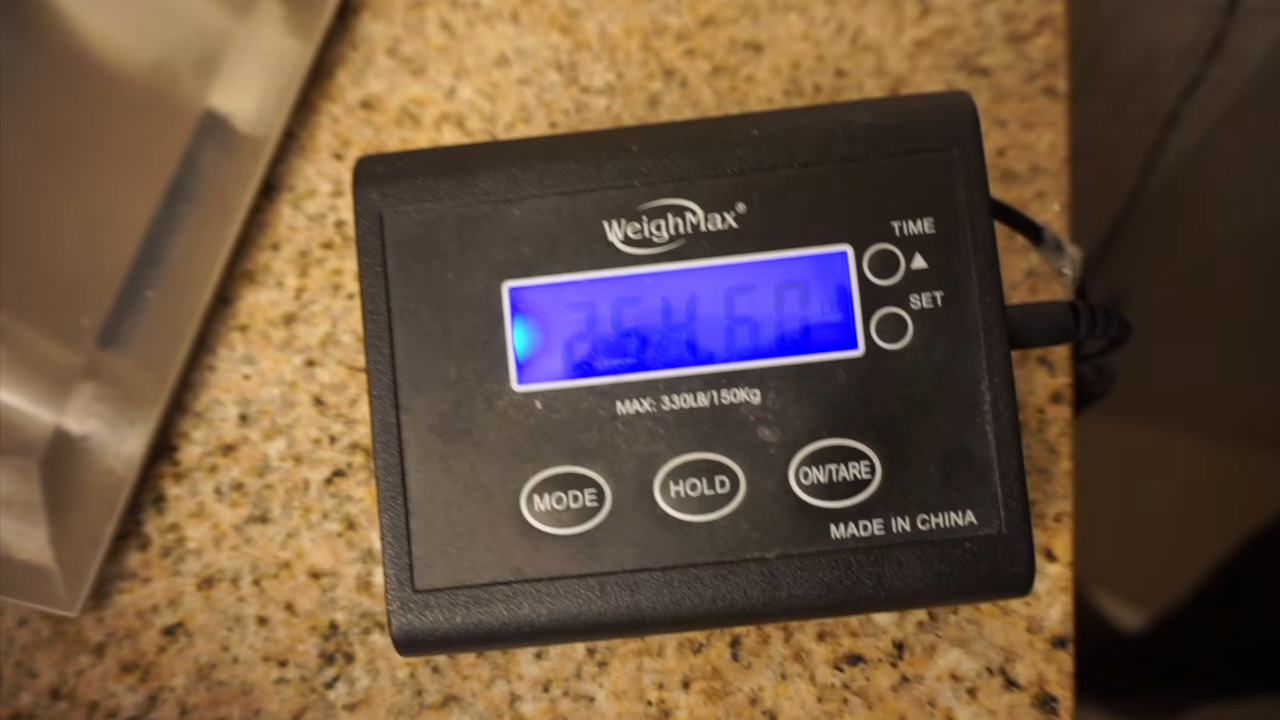 WeighMax®
TIME
SET
MAX: 330LB/150Kg
MODE
HOLD
ON/TARE
MADE IN CHINA